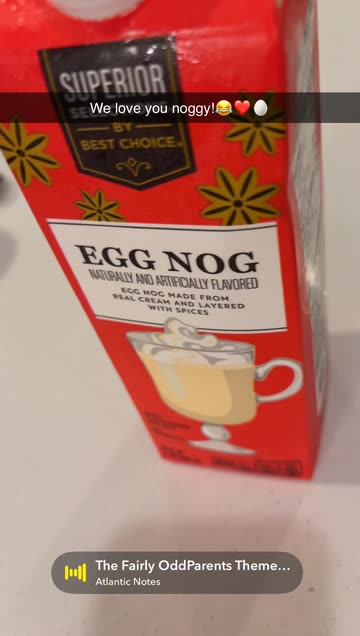 SUPERIOR
We love you noggy!😂❤️🥚
BY
BEST CHOICE
EGG NOG
NATURALLY AND ARTIFICIALLY FLAVORED
EGG NOG MADE FROM
REAL CREAM AND LAYERED
WITH SPICES
The Fairly OddParents Theme...
Atlantic Notes